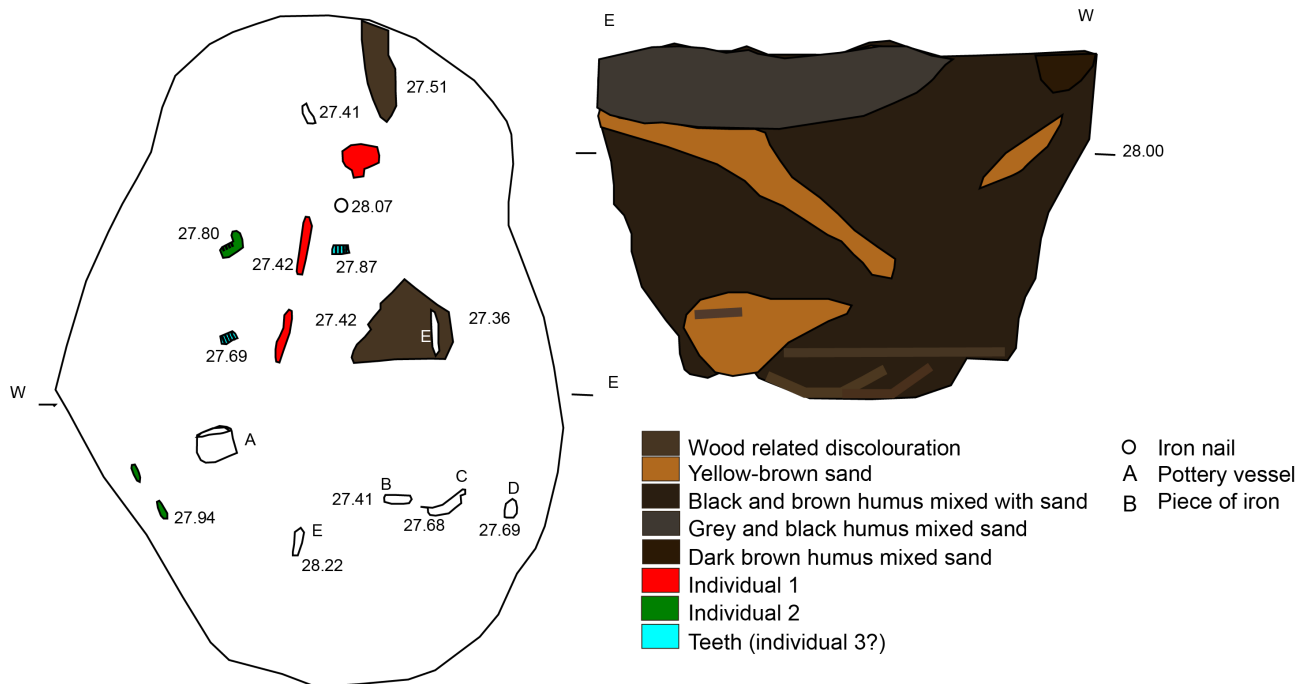 E
W
27.51
27.41
28.00
28.07
27.80
27.42
27.87
27.42
27.36
E
27.69
W
E
A
B
C
D
27.41
27.68
27.69
27.94
E
28.22
Wood related discolouration
Yellow-brown sand
Black and brown humus mixed with sand
Grey and black humus mixed sand
Dark brown humus mixed sand
Individual 1
Individual 2
Teeth (individual 3?)
Iron nail
A Pottery vessel
B Piece of iron